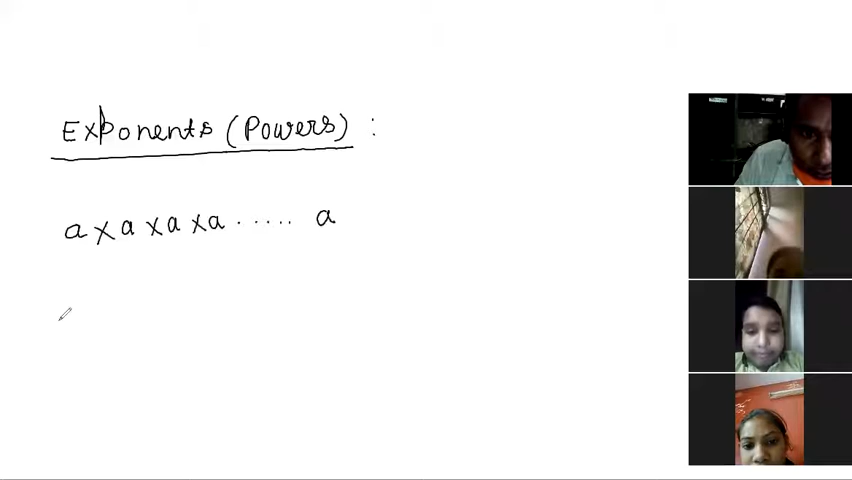 Exponents (Powers) :
a x a x a x a ..... a